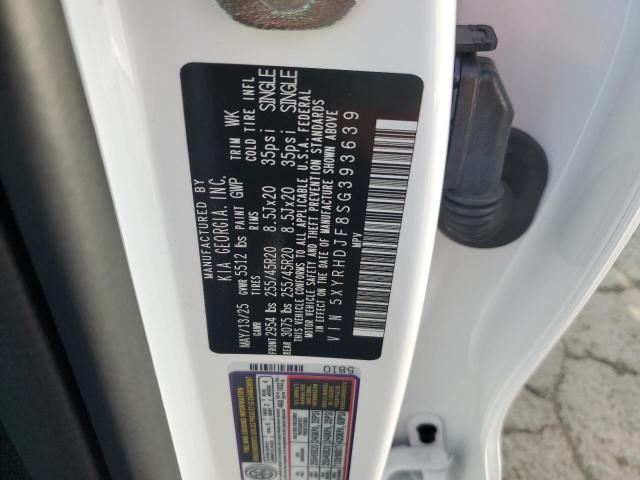 MANUFACTURED BY
KIA GEORGIA, INC.
TRIM WK
MAY/13/25 GVWR 5512 lbs PAINT GWP
GAWR TIRES RIMS COLD TIRE INFL
FRONT 2954 lbs 255/45R20 8.5JX20 35psi SINGLE
REAR 3075 lbs 255/45R20 8.5JX20 35psi SINGLE
THIS VEHICLE CONFORMS TO ALL APPLICABLE U.S.A. FEDERAL
MOTOR VEHICLE SAFETY AND THEFT PREVENTION STANDARDS
IN EFFECT ON THE DATE OF MANUFACTURE SHOWN ABOVE
VIN 5XYRHDJF8SG393639
MPV
5810